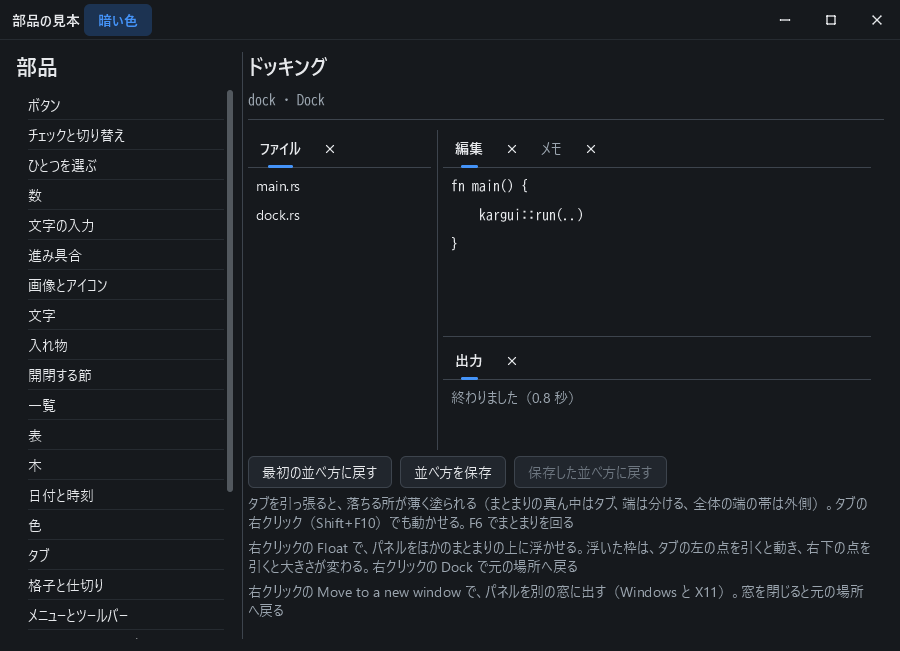 部品の見本 暗い色
部品
ボタン
チェックと切り替え
ひとつを選ぶ
数
文字の入力
進み具合
画像とアイコン
文字
入れ物
開閉する節
一覧
表
木
日付と時刻
色
タブ
格子と仕切り
メニューとツールバー
ドッキング
dock ・ Dock
ファイル ×
main.rs
dock.rs
編集 × メモ ×
fn main() {
    kargui::run(..)
}
出力 ×
終わりました（0.8 秒）
最初の並べ方に戻す 並べ方を保存 保存した並べ方に戻す
タブを引っ張ると、落ちる所が薄く塗られる（まとまりの真ん中はタブ、端は分ける、全体の端の帯は外側）。タブの
右クリック（Shift+F10）でも動かせる。F6 でまとまりを回る
右クリックの Float で、パネルをほかのまとまりの上に浮かせる。浮いた枠は、タブの左の点を引くと動き、右下の点を
引くと大きさが変わる。右クリックの Dock で元の場所へ戻る
右クリックの Move to a new window で、パネルを別の窓に出す（Windows と X11）。窓を閉じると元の場所
へ戻る